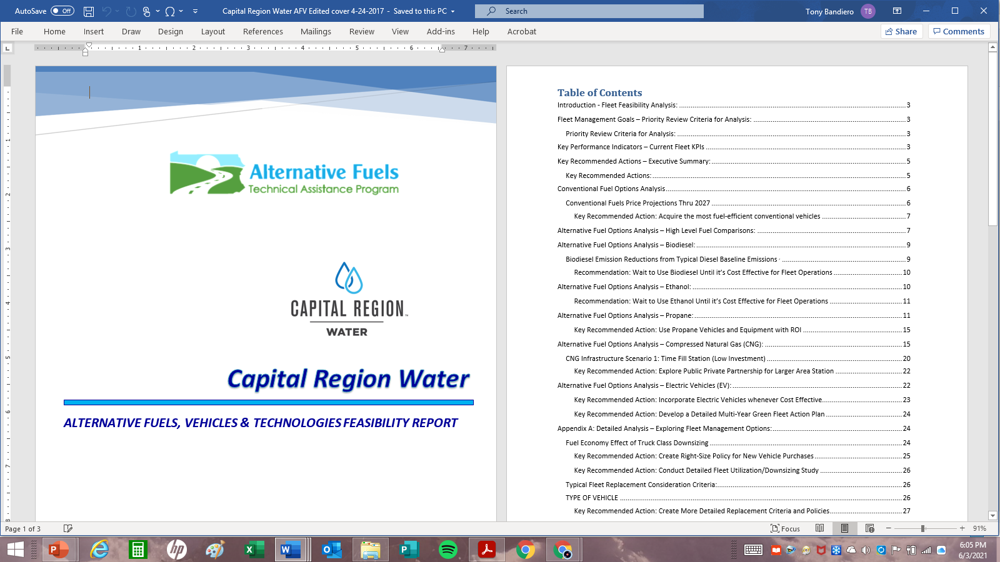 AutoSave Off Capital Region Water AFV Edited cover 4-24-2017 - Saved to this PC Search Tony Bandiero TB
File Home Insert Draw Design Layout References Mailings Review View Add-ins Help Acrobat Share Comments
1 2 3 4 5 6 7
Alternative Fuels
Technical Assistance Program
CAPITAL REGION
WATER
Capital Region Water
ALTERNATIVE FUELS, VEHICLES & TECHNOLOGIES FEASIBILITY REPORT
Table of Contents
Introduction - Fleet Feasibility Analysis: 3
Fleet Management Goals – Priority Review Criteria for Analysis: 3
Priority Review Criteria for Analysis: 3
Key Performance Indicators – Current Fleet KPIs 3
Key Recommended Actions – Executive Summary: 5
Key Recommended Actions: 5
Conventional Fuel Options Analysis 6
Conventional Fuels Price Projections Thru 2027 6
Key Recommended Action: Acquire the most fuel-efficient conventional vehicles 7
Alternative Fuel Options Analysis – High Level Fuel Comparisons: 7
Alternative Fuel Options Analysis – Biodiesel: 9
Biodiesel Emission Reductions from Typical Diesel Baseline Emissions 9
Recommendation: Wait to Use Biodiesel Until it’s Cost Effective for Fleet Operations 10
Alternative Fuel Options Analysis – Ethanol: 10
Recommendation: Wait to Use Ethanol Until it’s Cost Effective for Fleet Operations 11
Alternative Fuel Options Analysis – Propane: 11
Key Recommended Action: Use Propane Vehicles and Equipment with ROI 15
Alternative Fuel Options Analysis – Compressed Natural Gas (CNG): 15
CNG Infrastructure Scenario 1: Time Fill Station (Low Investment) 20
Key Recommended Action: Explore Public Private Partnership for Larger Area Station 22
Alternative Fuel Options Analysis – Electric Vehicles (EV): 22
Key Recommended Action: Incorporate Electric Vehicles whenever Cost Effective 23
Key Recommended Action: Develop a Detailed Multi-Year Green Fleet Action Plan 24
Appendix A: Detailed Analysis – Exploring Fleet Management Options: 24
Fuel Economy Effect of Truck Class Downsizing 24
Key Recommended Action: Create Right-Size Policy for New Vehicle Purchases 25
Key Recommended Action: Conduct Detailed Fleet Utilization/Downsizing Study 26
Typical Fleet Replacement Consideration Criteria: 26
TYPE OF VEHICLE 26
Key Recommended Action: Create More Detailed Replacement Criteria and Policies 27
Page 1 of 3 Focus 91%
6:05 PM
6/3/2021